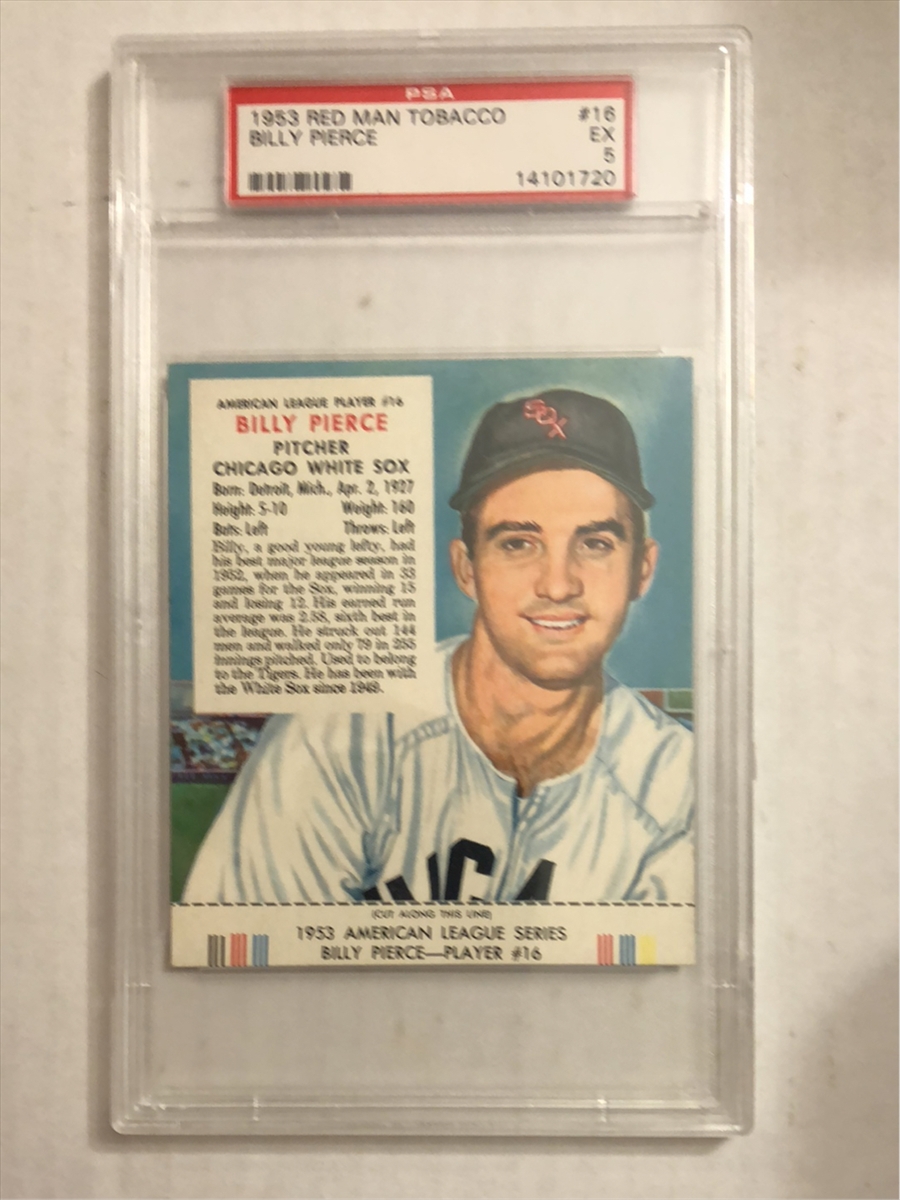 PSA
1953 RED MAN TOBACCO #16
BILLY PIERCE EX
5
14101720
AMERICAN LEAGUE PLAYER #16
BILLY PIERCE
PITCHER
CHICAGO WHITE SOX
Born: Detroit, Mich., Apr. 2, 1927
Height: 5-10 Weight: 160
Bats: Left Throws: Left
Billy, a good young lefty, had
his best major league season in
1952, when he appeared in 33
games for the Sox, winning 15
and losing 12. His earned run
average was 2.58, sixth best in
the league. He struck out 144
men and walked only 79 in 255
innings pitched. Used to belong
to the Tigers. He has been with
the White Sox since 1949.
SOX
(CUT ALONG THIS LINE)
1953 AMERICAN LEAGUE SERIES
BILLY PIERCE—PLAYER #16